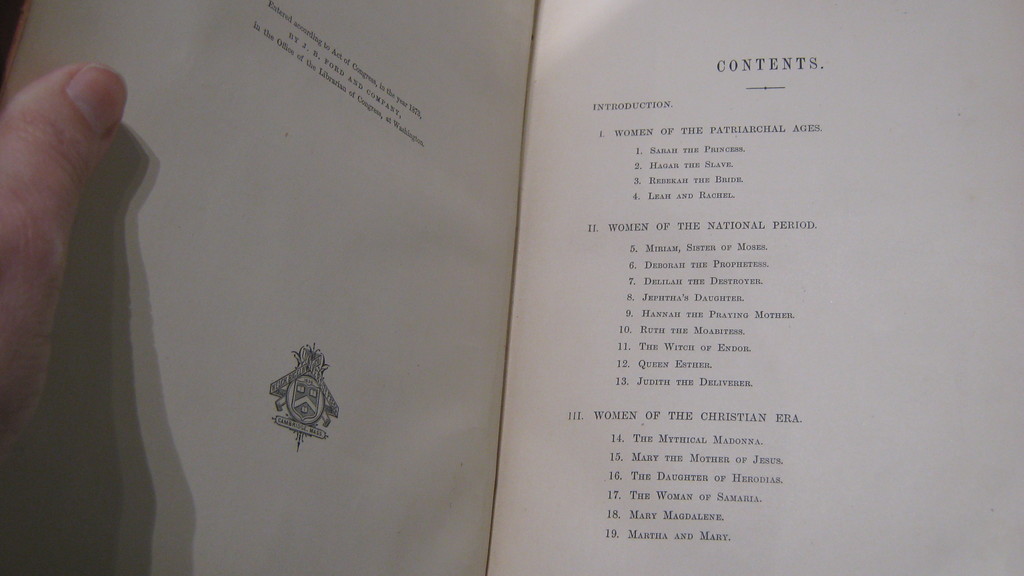 Entered according to Act of Congress, in the year 1873,
BY J. B. FORD AND COMPANY,
in the Office of the Librarian of Congress, at Washington.
CAMBRIDGE, MASS
CONTENTS.
INTRODUCTION.
I. WOMEN OF THE PATRIARCHAL AGES.
1. SARAH THE PRINCESS.
2. HAGAR THE SLAVE.
3. REBEKAH THE BRIDE.
4. LEAH AND RACHEL.
II. WOMEN OF THE NATIONAL PERIOD.
5. MIRIAM, SISTER OF MOSES.
6. DEBORAH THE PROPHETESS.
7. DELILAH THE DESTROYER.
8. JEPHTHA'S DAUGHTER.
9. HANNAH THE PRAYING MOTHER.
10. RUTH THE MOABITESS.
11. THE WITCH OF ENDOR.
12. QUEEN ESTHER.
13. JUDITH THE DELIVERER.
III. WOMEN OF THE CHRISTIAN ERA.
14. THE MYTHICAL MADONNA.
15. MARY THE MOTHER OF JESUS.
16. THE DAUGHTER OF HERODIAS.
17. THE WOMAN OF SAMARIA.
18. MARY MAGDALENE.
19. MARTHA AND MARY.